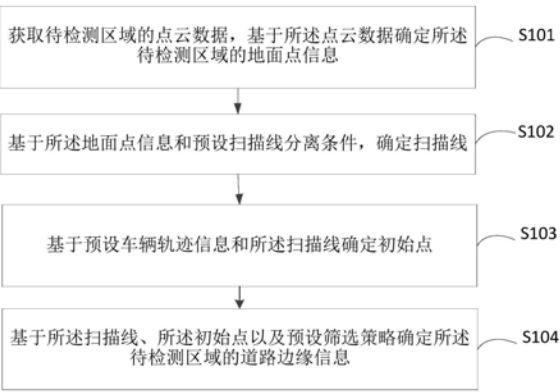 获取待检测区域的点云数据，基于所述点云数据确定所述
待检测区域的地面点信息
S101
基于所述地面点信息和预设扫描线分离条件，确定扫描线
S102
基于预设车辆轨迹信息和所述扫描线确定初始点
S103
基于所述扫描线、所述初始点以及预设筛选策略确定所述
待检测区域的道路边缘信息
S104